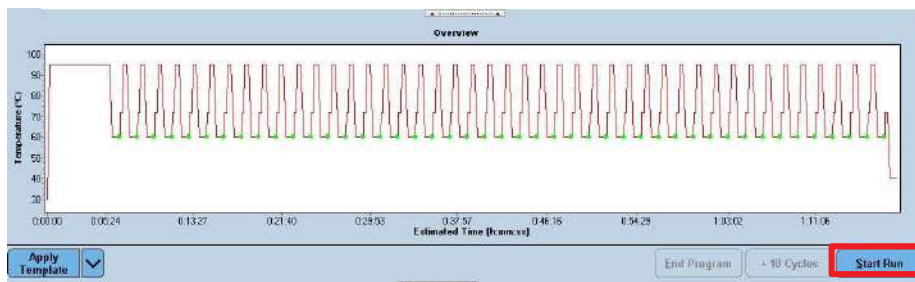 Overview
Temperature (°C)
100
90
80
70
60
50
40
30
0:00:00 0:05:24 0:13:27 0:21:40 0:29:53 0:37:57 0:46:16 0:54:29 1:03:02 1:11:06
Estimated Time (h:mm:ss)
Apply Template
End Program
+ 10 Cycles
Start Run